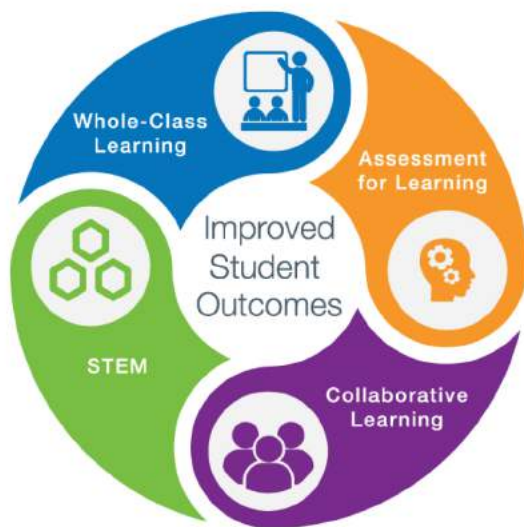 Whole-Class
Learning
Assessment
for Learning
Improved
Student
Outcomes
STEM
Collaborative
Learning